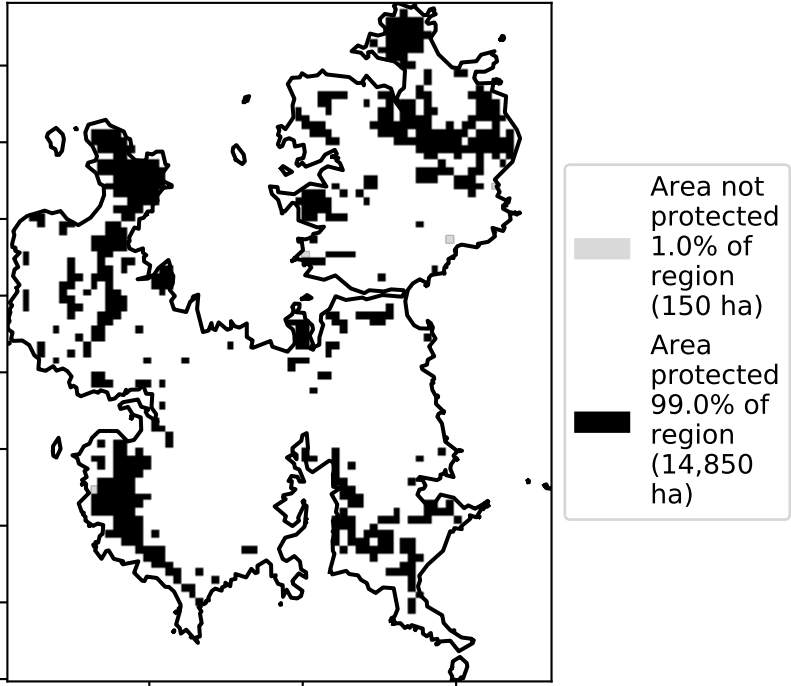 Area not
protected
1.0% of
region
(150 ha)
Area
protected
99.0% of
region
(14,850
ha)